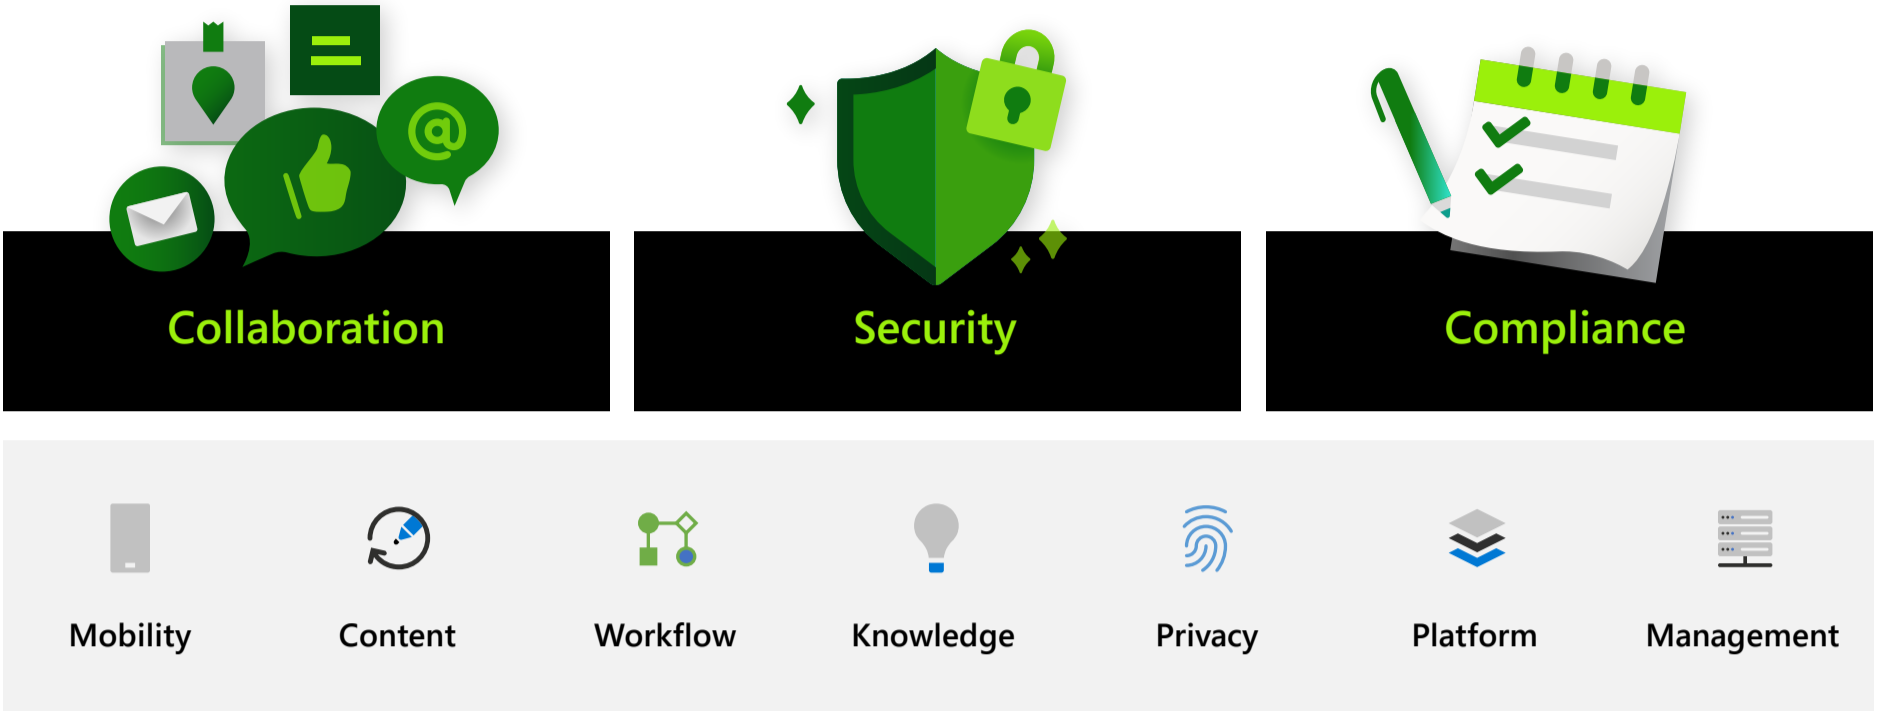 @
Collaboration
Security
Compliance
Mobility
Content
Workflow
Knowledge
Privacy
Platform
Management